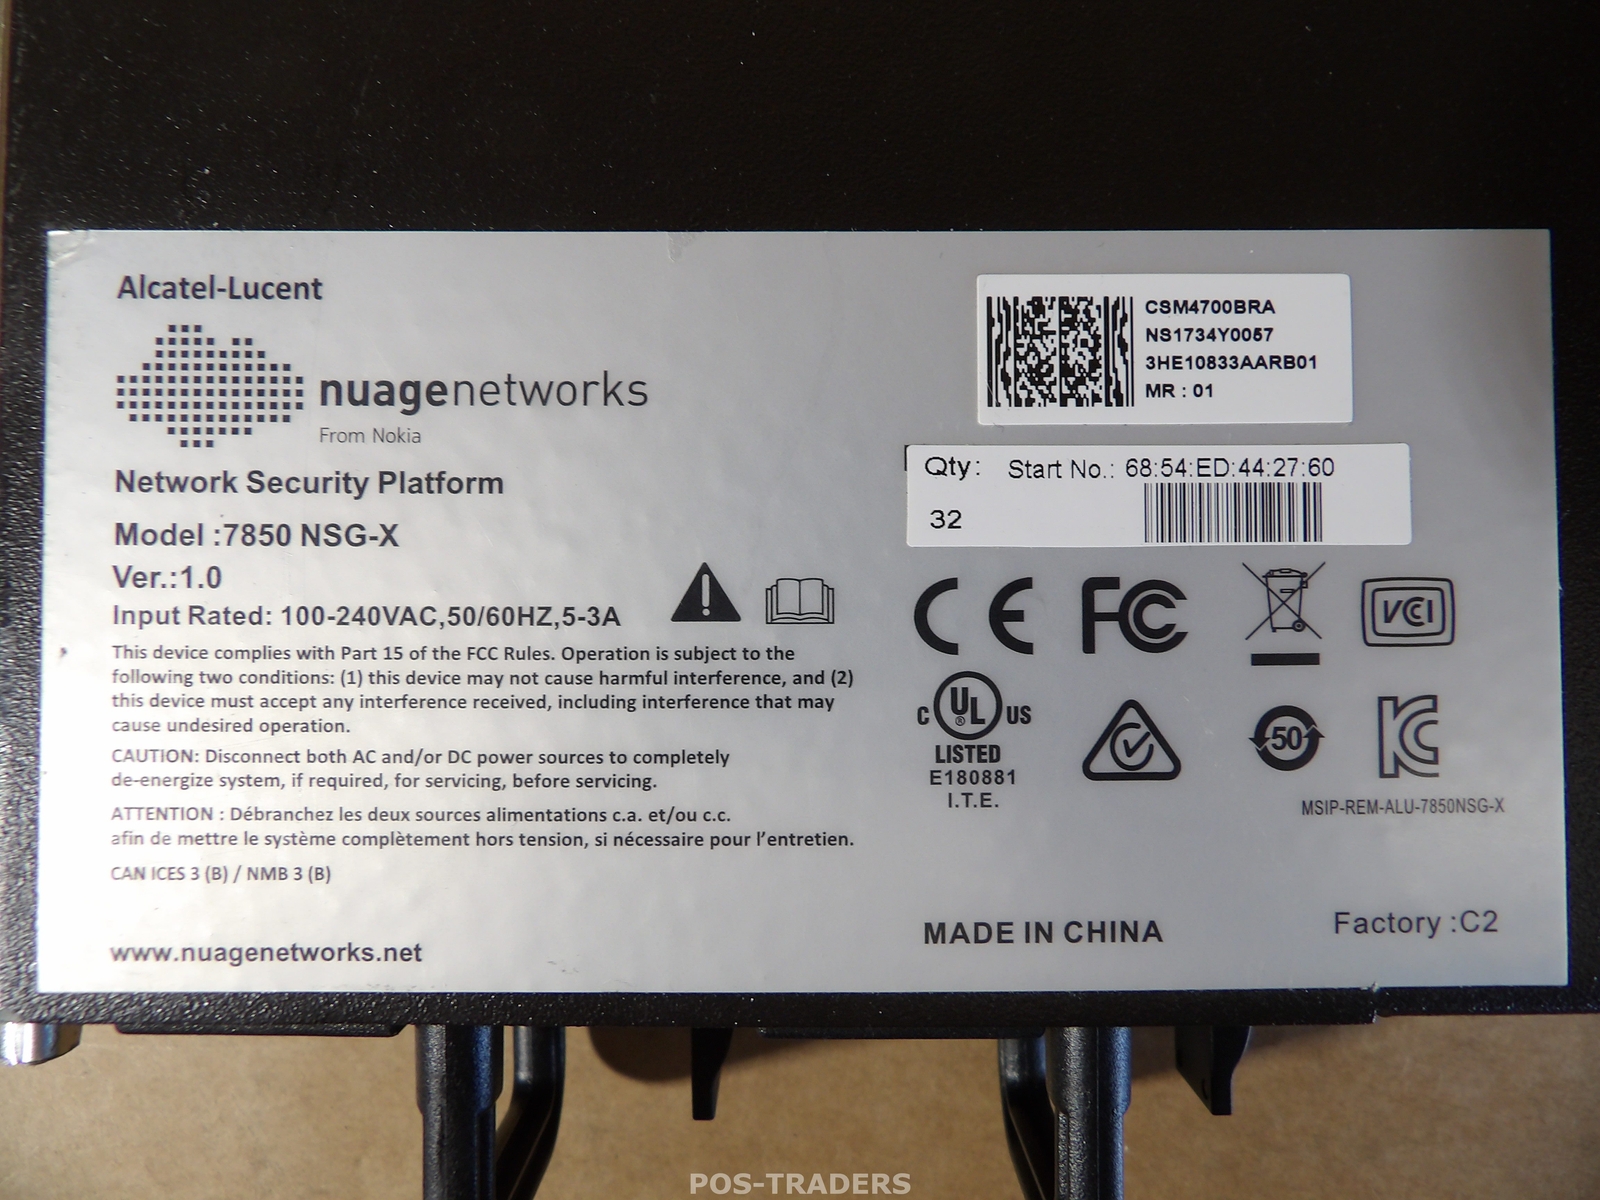 Alcatel-Lucent
nuagenetworks
From Nokia
Network Security Platform
Model :7850 NSG-X
Ver.:1.0
Input Rated: 100-240VAC,50/60HZ,5-3A
This device complies with Part 15 of the FCC Rules. Operation is subject to the
following two conditions: (1) this device may not cause harmful interference, and (2)
this device must accept any interference received, including interference that may
cause undesired operation.
CAUTION: Disconnect both AC and/or DC power sources to completely
de-energize system, if required, for servicing, before servicing.
ATTENTION : Débranchez les deux sources alimentations c.a. et/ou c.c.
afin de mettre le système complètement hors tension, si nécessaire pour l'entretien.
CAN ICES 3 (B) / NMB 3 (B)
www.nuagenetworks.net
CSM4700BRA
NS1734Y0057
3HE10833AARB01
MR : 01
Qty: Start No.: 68:54:ED:44:27:60
32
CE FC VCI
C UL ® US
LISTED
E180881
I.T.E.
50
KC
MSIP-REM-ALU-7850NSG-X
MADE IN CHINA
Factory :C2
POS-TRADERS